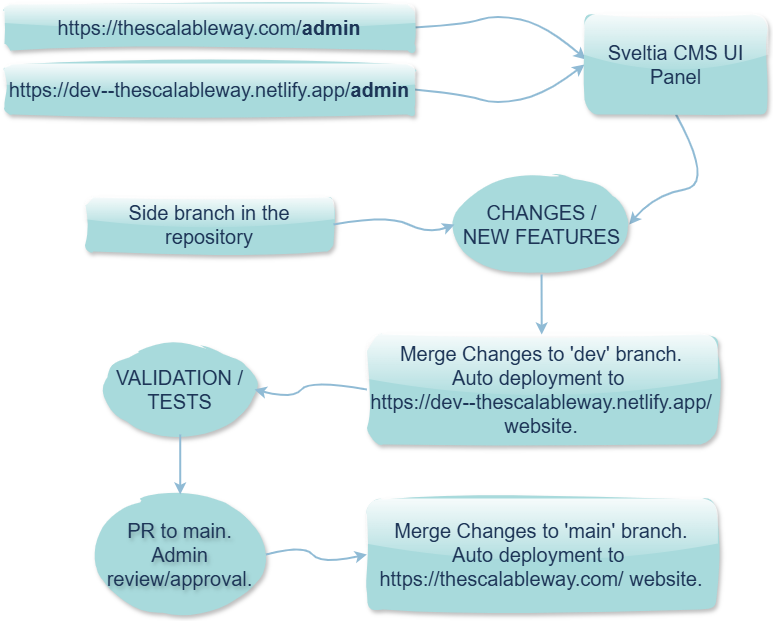 https://thescalableway.com/admin
https://dev--thescalableway.netlify.app/admin
Sveltia CMS UI
Panel
Side branch in the
repository
CHANGES /
NEW FEATURES
Merge Changes to 'dev' branch.
Auto deployment to
https://dev--thescalableway.netlify.app/
website.
VALIDATION /
TESTS
PR to main.
Admin
review/approval.
Merge Changes to 'main' branch.
Auto deployment to
https://thescalableway.com/ website.